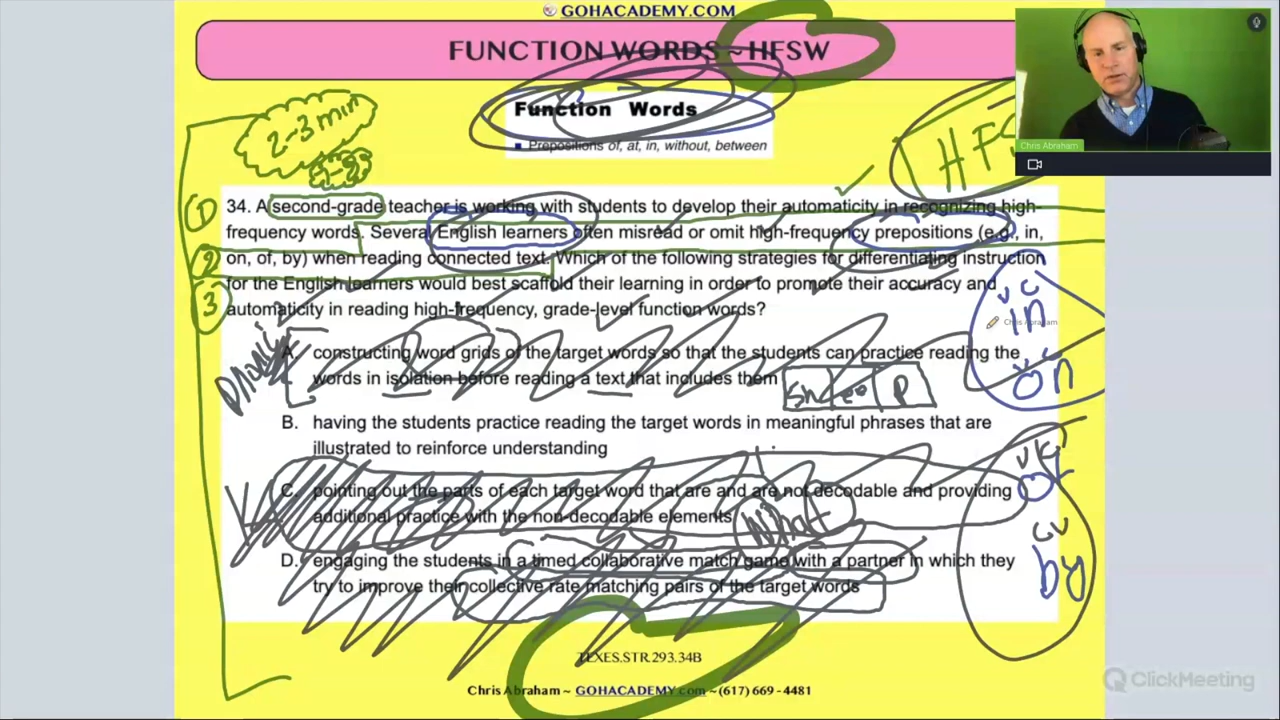 GOHACADEMY.COM
FUNCTION WORDS ~HFSW
Function Words
▪ Prepositions of, at, in, without, between
2-3 min
HFS
Chris Abraham
1
34. A second-grade teacher is working with students to develop their automaticity in recognizing high-
frequency words. Several English learners often misread or omit high-frequency prepositions (e.g., in,
2
on, of, by) when reading connected text. Which of the following strategies for differentiating instruction
3
for the English learners would best scaffold their learning in order to promote their accuracy and
automaticity in reading high-frequency, grade-level function words?
v c
in
Chris Abraham
v c
on
A. constructing word grids of the target words so that the students can practice reading the
words in isolation before reading a text that includes them
sh ee p
B. having the students practice reading the target words in meaningful phrases that are
illustrated to reinforce understanding
C. pointing out the parts of each target word that are and are not decodable and providing
additional practice with the non-decodable elements
What
cv
by
D. engaging the students in a timed collaborative match game with a partner in which they
try to improve their collective rate matching pairs of the target words
TEXES.STR.293.34B
Chris Abraham ~ GOHACADEMY.com ~(617) 669 - 4481
ClickMeeting